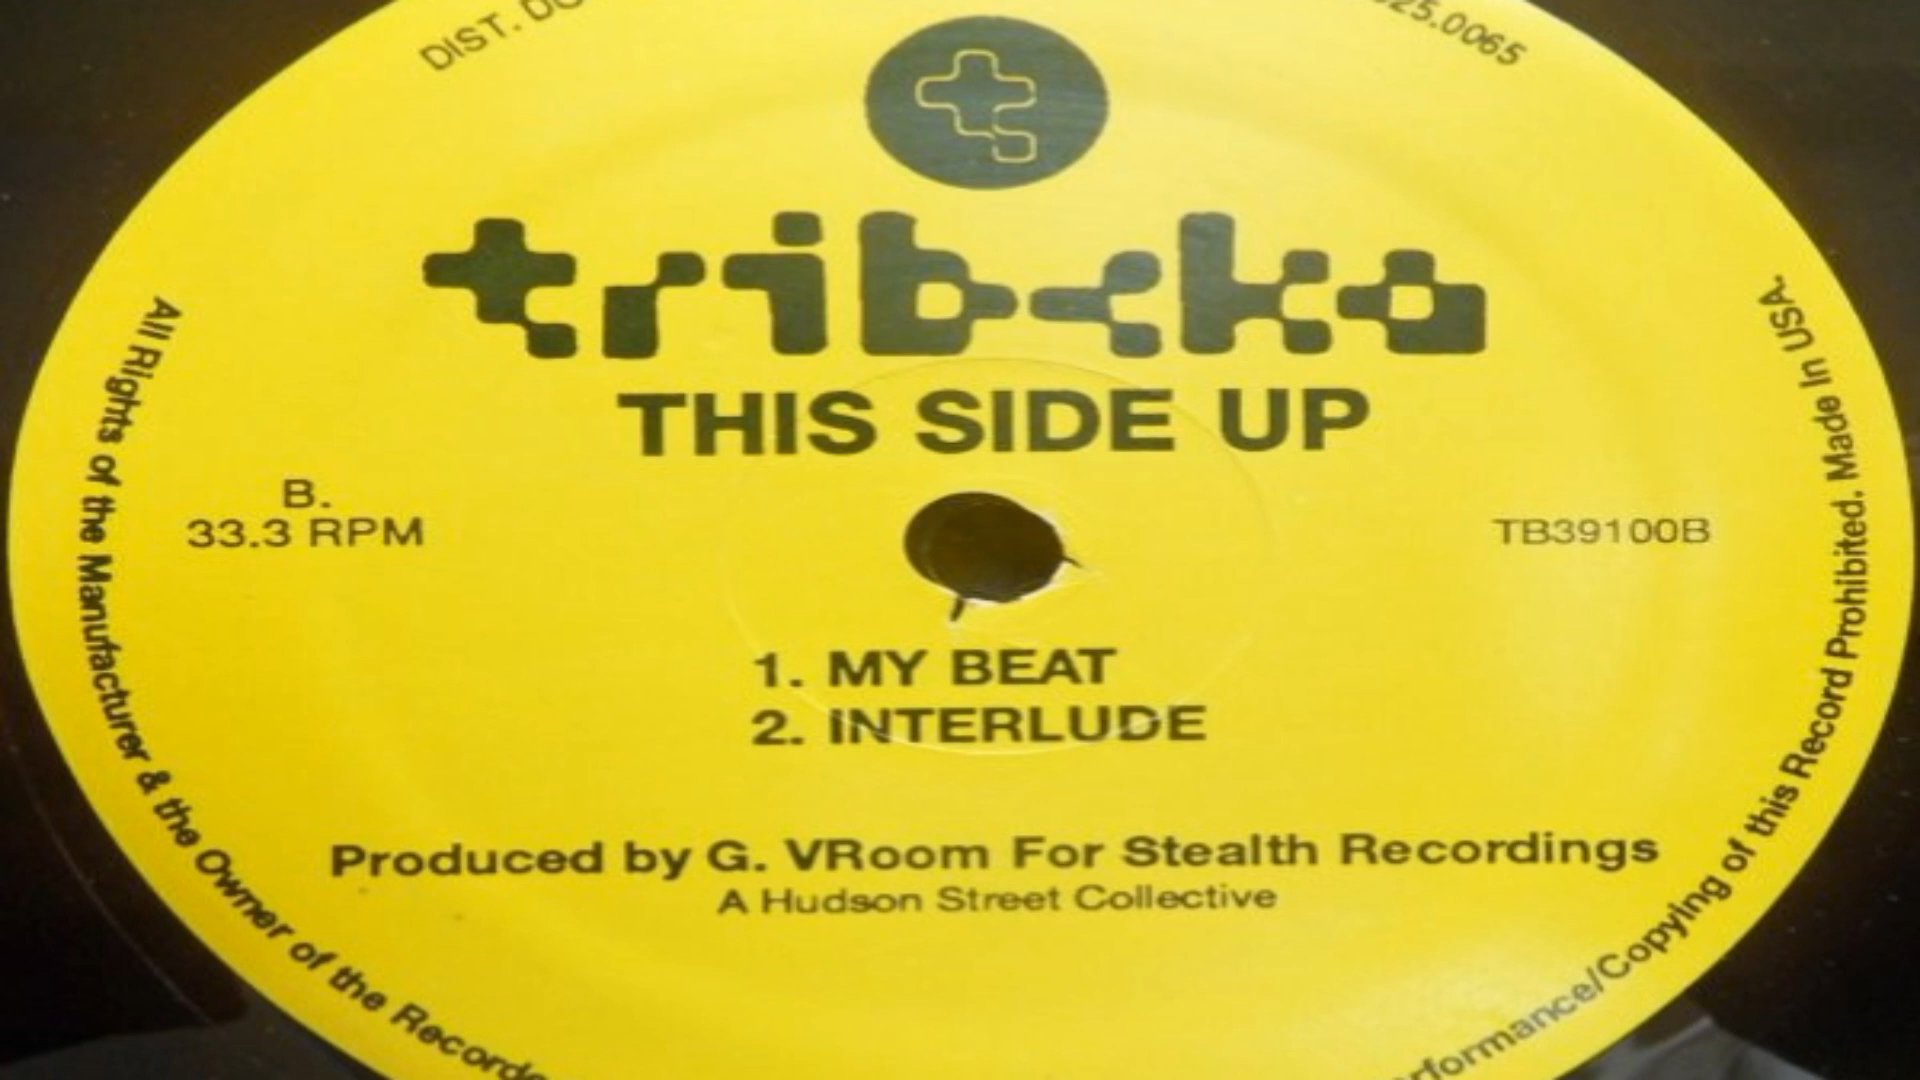 DIST.
25.0065
t
tribeka
THIS SIDE UP
B.
33.3 RPM
TB39100B
1. MY BEAT
2. INTERLUDE
Produced by G. VRoom For Stealth Recordings
A Hudson Street Collective
All Rights of the Manufacturer & the Owner of the
/Copying of this Record Prohibited. Made In USA.